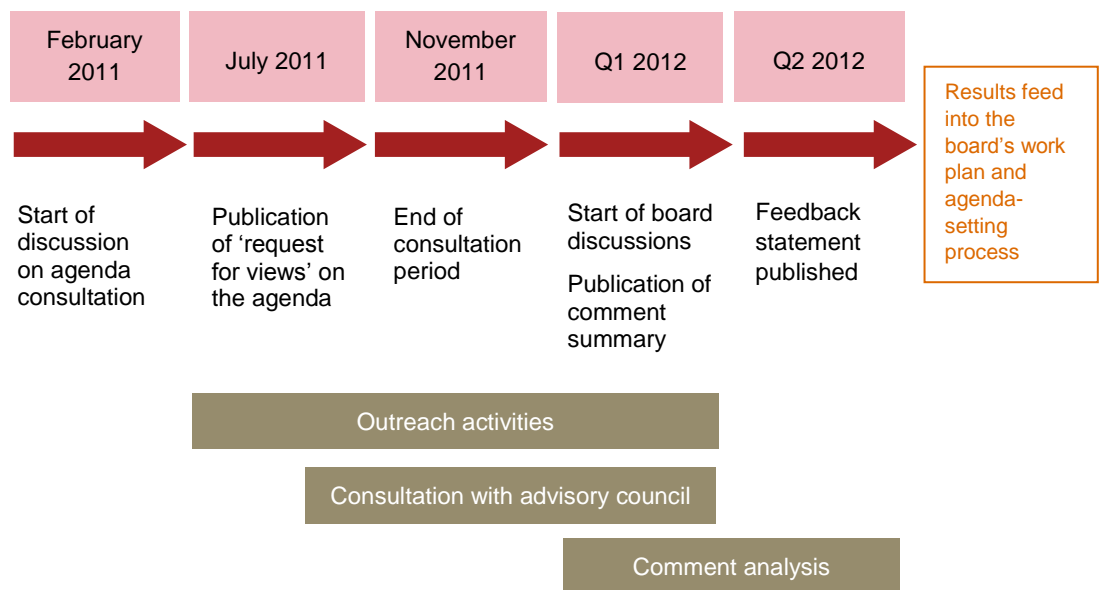 February
2011
July 2011
November
2011
Q1 2012
Q2 2012
Results feed
into the
board’s work
plan and
agenda-
setting
process
Start of
discussion
on agenda
consultation
Publication
of ‘request
for views’ on
the agenda
End of
consultation
period
Start of board
discussions
Publication of
comment
summary
Feedback
statement
published
Outreach activities
Consultation with advisory council
Comment analysis